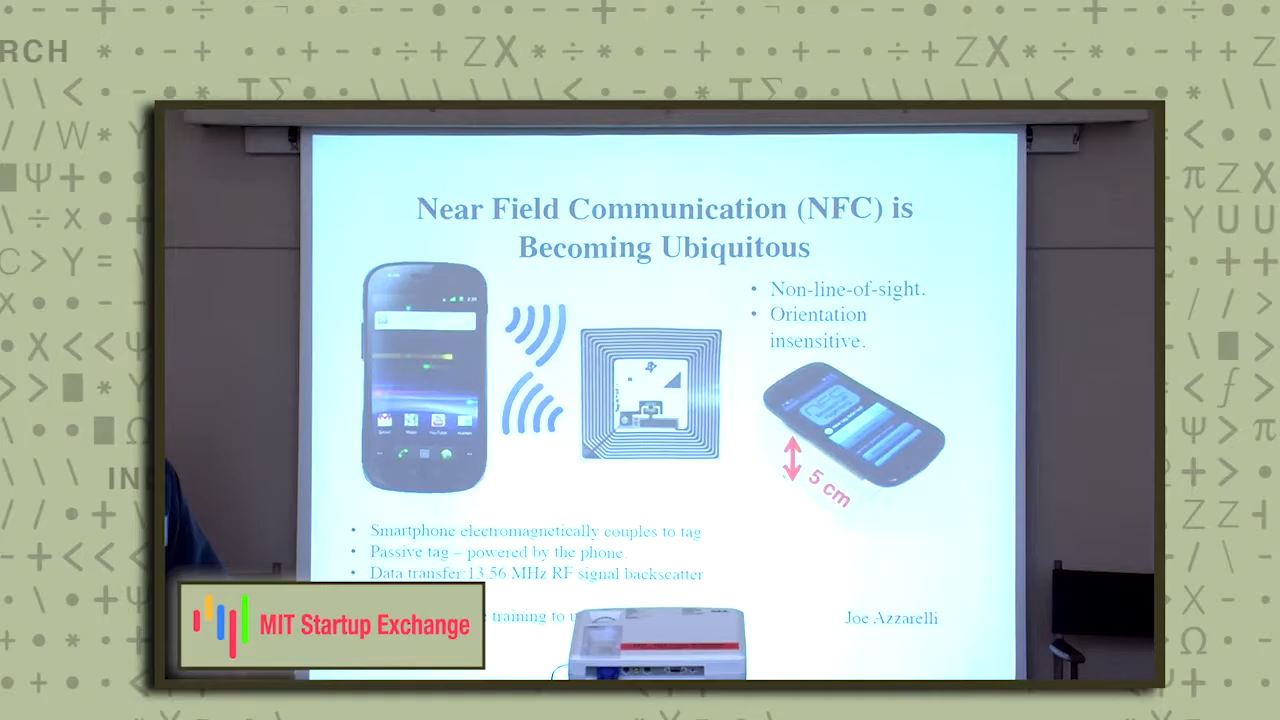 Near Field Communication (NFC) is
Becoming Ubiquitous
• Non-line-of-sight.
• Orientation
insensitive.
5 cm
• Smartphone electromagnetically couples to tag
• Passive tag – powered by the phone.
• Data transfer:13.56 MHz RF signal backscatter
training to
Joe Azzarelli
MIT Startup Exchange